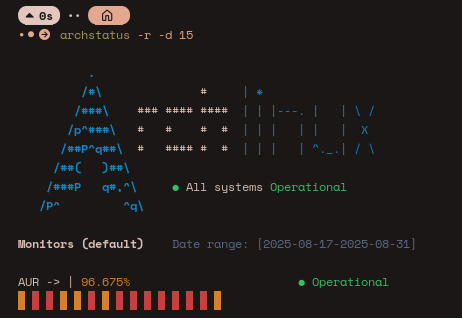 0s ··
archstatus -r -d 15
.
/#\ # | *
/###\ ### #### #### | | |---. | | \ /
/p^###\ # # # # | | | | | | X
/##P^q##\ # #### # # | | | | ^._.| / \
/##( )##\
/###P q#,^\ ● All systems Operational
/P^ ^q\
Monitors (default) Date range: [2025-08-17-2025-08-31]
AUR -> | 96.675% ● Operational